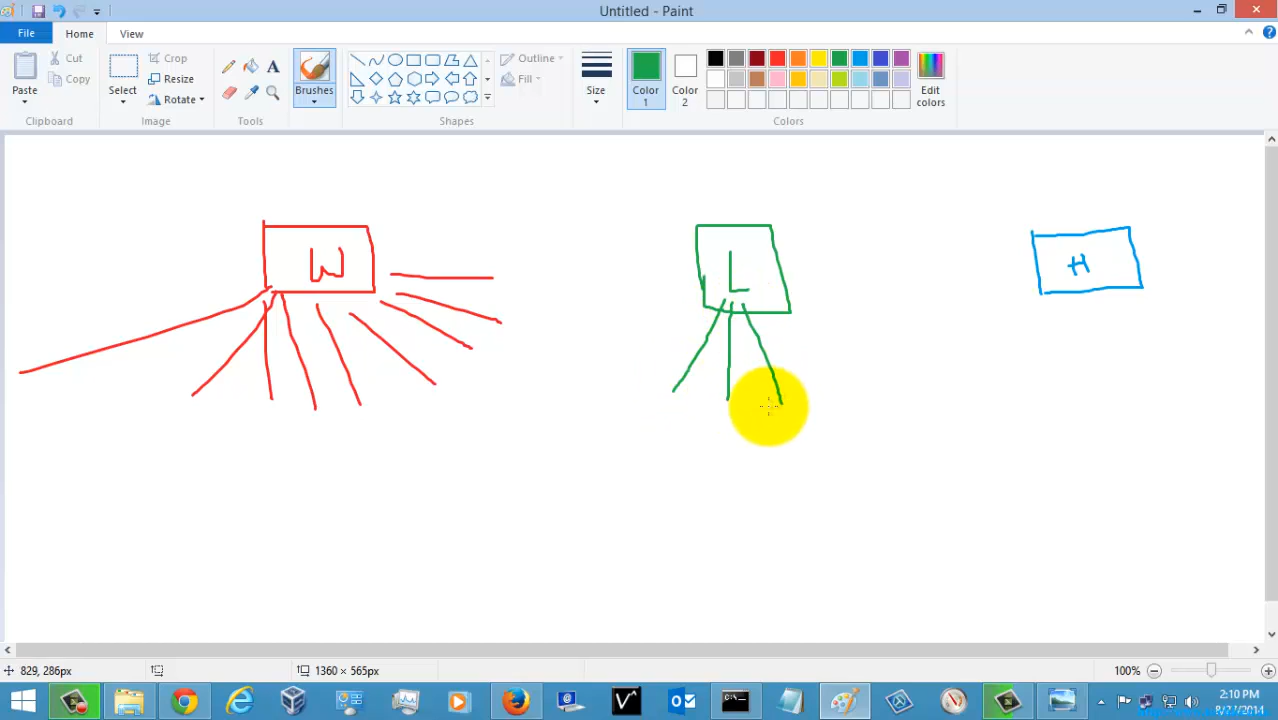 Untitled - Paint
File
Home
View
Paste
Cut
Copy
Clipboard
Select
Crop
Resize
Rotate
Image
A
Tools
Brushes
Outline
Fill
Shapes
Size
Color 1
Color 2
Edit colors
Colors
W
L
H
829, 286px
1360 × 565px
100%
C:\_
2:10 PM